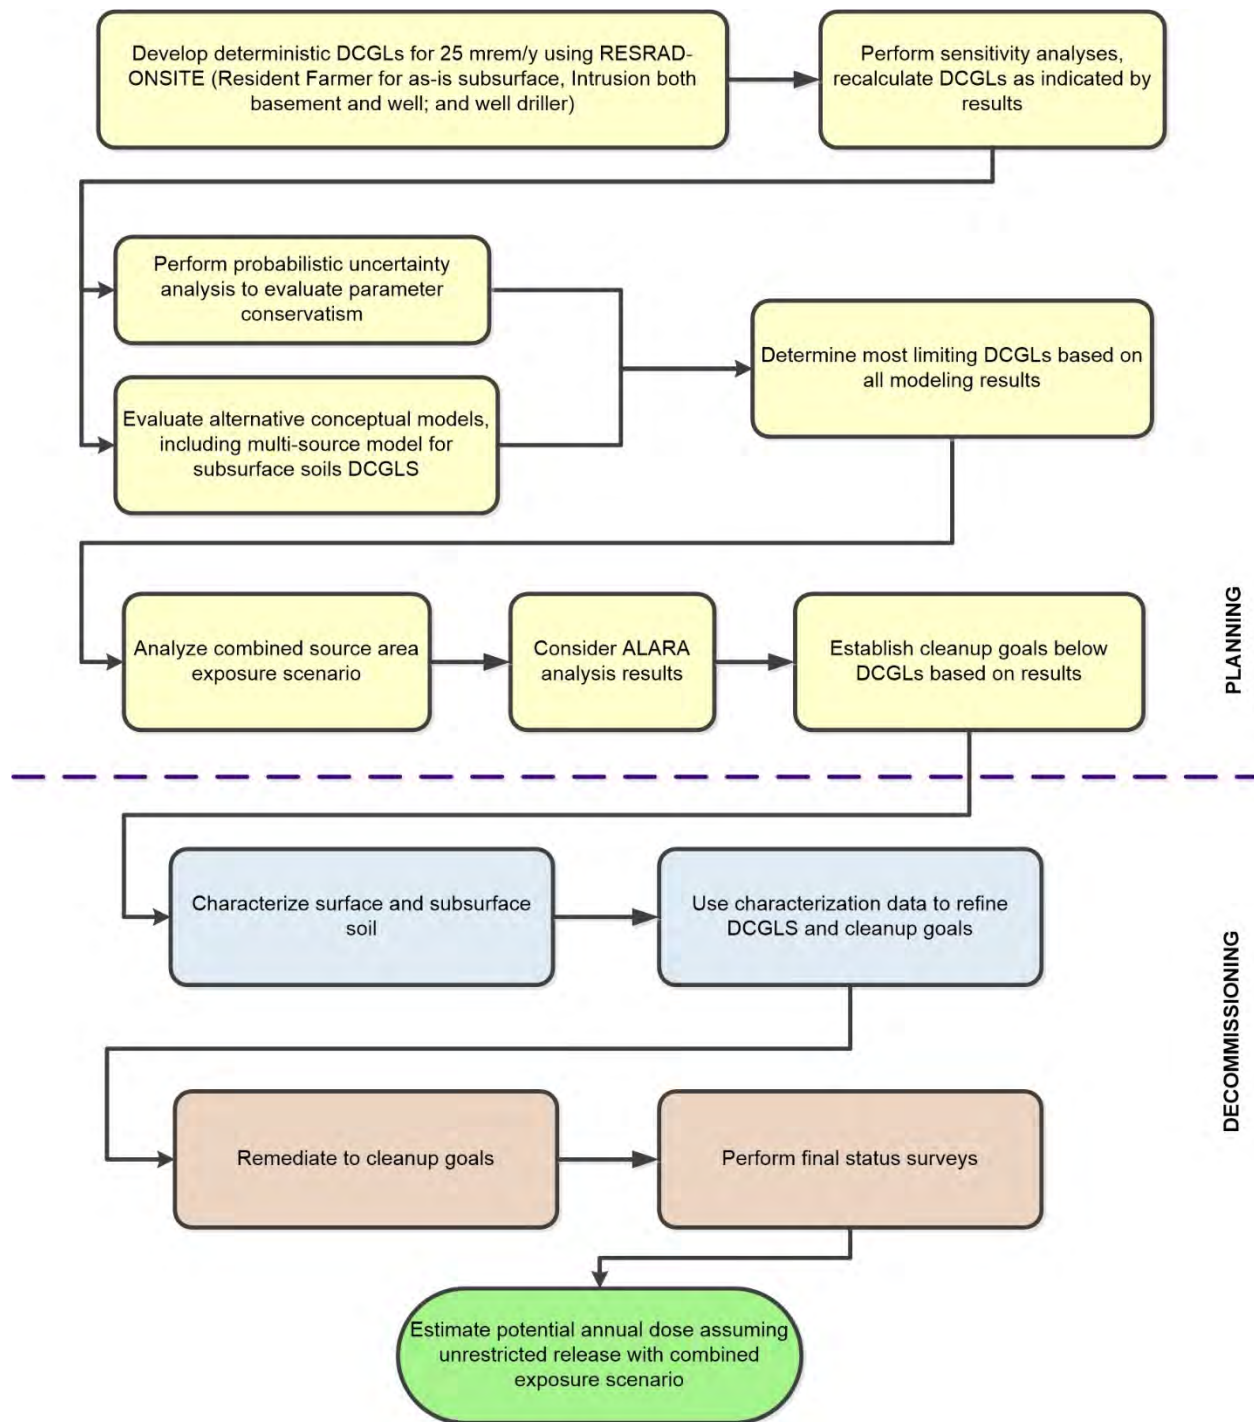 Develop deterministic DCGLs for 25 mrem/y using RESRAD-
ONSITE (Resident Farmer for as-is subsurface, Intrusion both
basement and well; and well driller)
Perform sensitivity analyses,
recalculate DCGLs as indicated by
results
Perform probabilistic uncertainty
analysis to evaluate parameter
conservatism
Evaluate alternative conceptual models,
including multi-source model for
subsurface soils DCGLS
Determine most limiting DCGLs based on
all modeling results
Analyze combined source area
exposure scenario
Consider ALARA
analysis results
Establish cleanup goals below
DCGLs based on results
PLANNING
Characterize surface and subsurface
soil
Use characterization data to refine
DCGLS and cleanup goals
Remediate to cleanup goals
Perform final status surveys
DECOMMISSIONING
Estimate potential annual dose assuming
unrestricted release with combined
exposure scenario